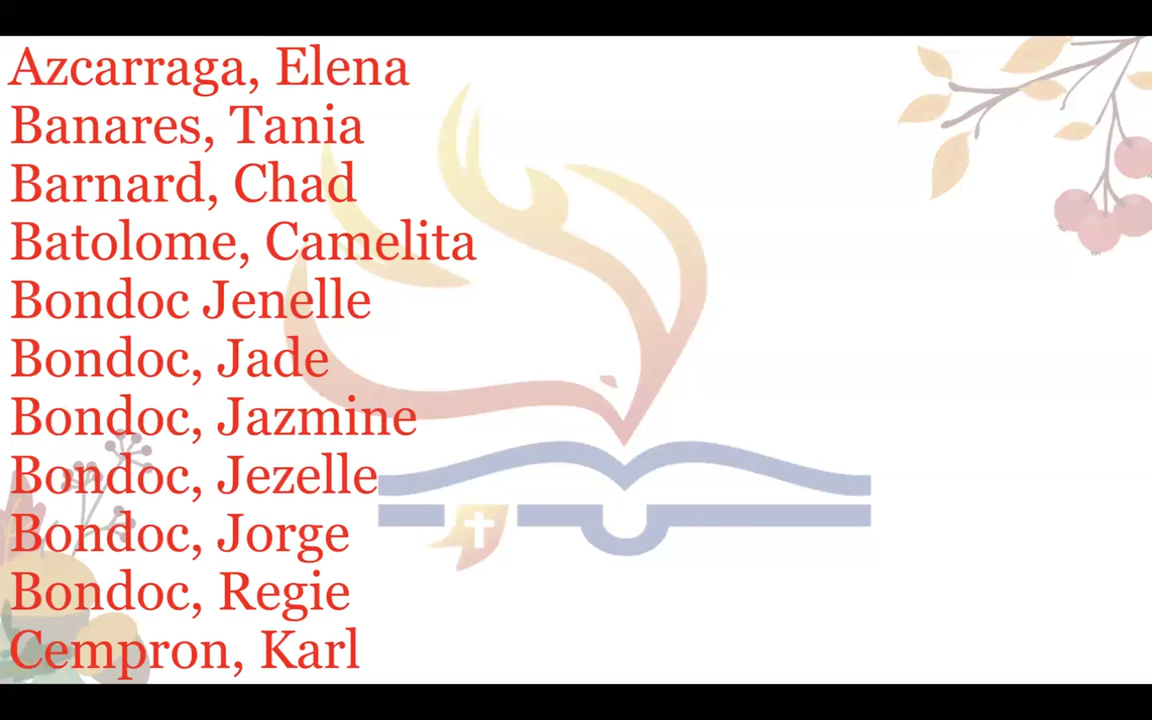 Azcarraga, Elena
Banares, Tania
Barnard, Chad
Batolome, Camelita
Bondoc Jenelle
Bondoc, Jade
Bondoc, Jazmine
Bondoc, Jezelle
Bondoc, Jorge
Bondoc, Regie
Cempron, Karl